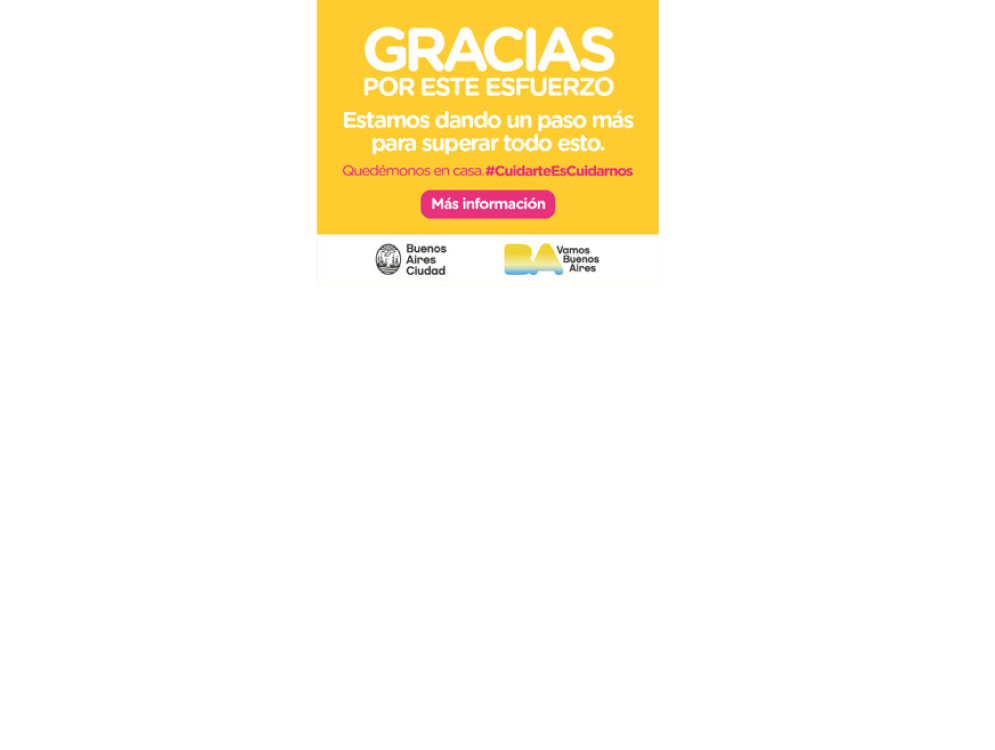 GRACIAS
POR ESTE ESFUERZO
Estamos dando un paso más
para superar todo esto.
Quedémonos en casa. #CuidarteEsCuidarnos
Más información
Buenos
Aires
Ciudad
BA
Vamos
Buenos
Aires